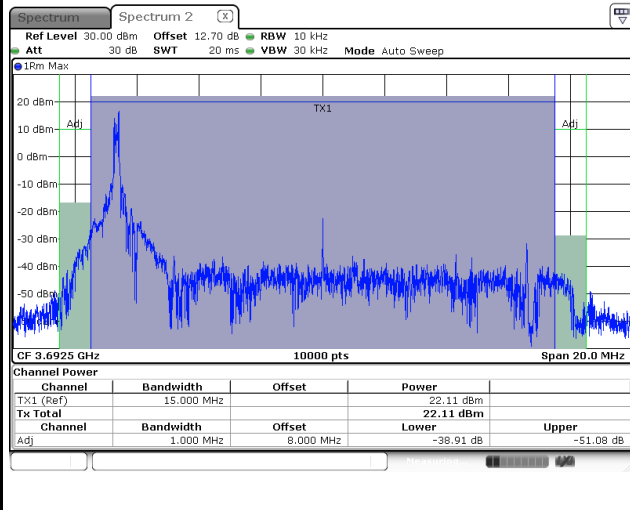 Spectrum Spectrum 2 X
Ref Level 30.00 dBm Offset 12.70 dB RBW 10 kHz
Att 30 dB SWT 20 ms VBW 30 kHz Mode Auto Sweep
1Rm Max
20 dBm
TX1
Adj Adj
10 dBm
0 dBm
-10 dBm
-20 dBm
-30 dBm
-40 dBm
-50 dBm
CF 3.6925 GHz 10000 pts Span 20.0 MHz
Channel Power
Channel Bandwidth Offset Power
TX1 (Ref) 15.000 MHz 22.11 dBm
Tx Total 22.11 dBm
Channel Bandwidth Offset Lower Upper
Adj 1.000 MHz 8.000 MHz -38.91 dB -51.08 dB